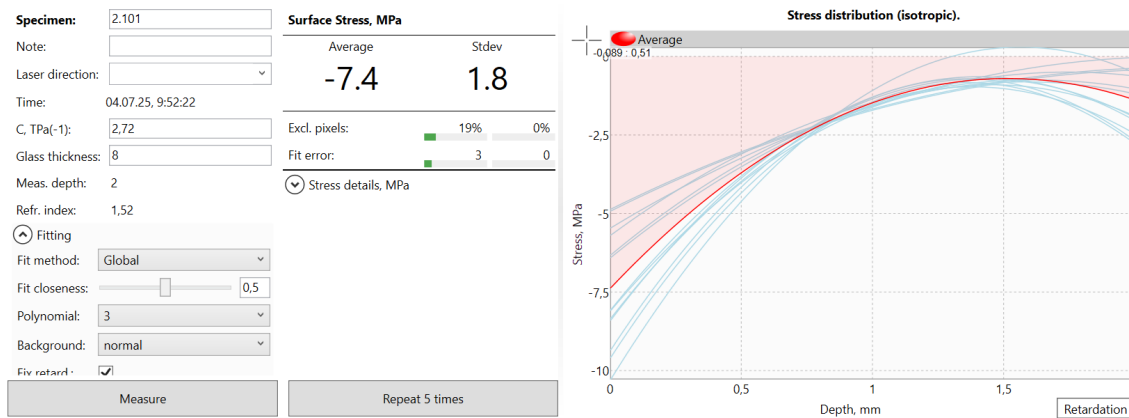 Specimen: 2.101
Note:
Laser direction:
Time: 04.07.25, 9:52:22
C, TPa(-1): 2,72
Glass thickness: 8
Meas. depth: 2
Refr. index: 1,52
Fitting
Fit method: Global
Fit closeness: 0,5
Polynomial: 3
Background: normal
Fix retard.:
Measure
Surface Stress, MPa
Average Stdev
-7.4 1.8
Excl. pixels: 19% 0%
Fit error: 3 0
Stress details, MPa
Repeat 5 times
Stress distribution (isotropic).
Average
-0,089 : 0,51
0
-2,5
-5
-7,5
-10
Stress, MPa
0 0,5 1 1,5
Depth, mm
Retardation